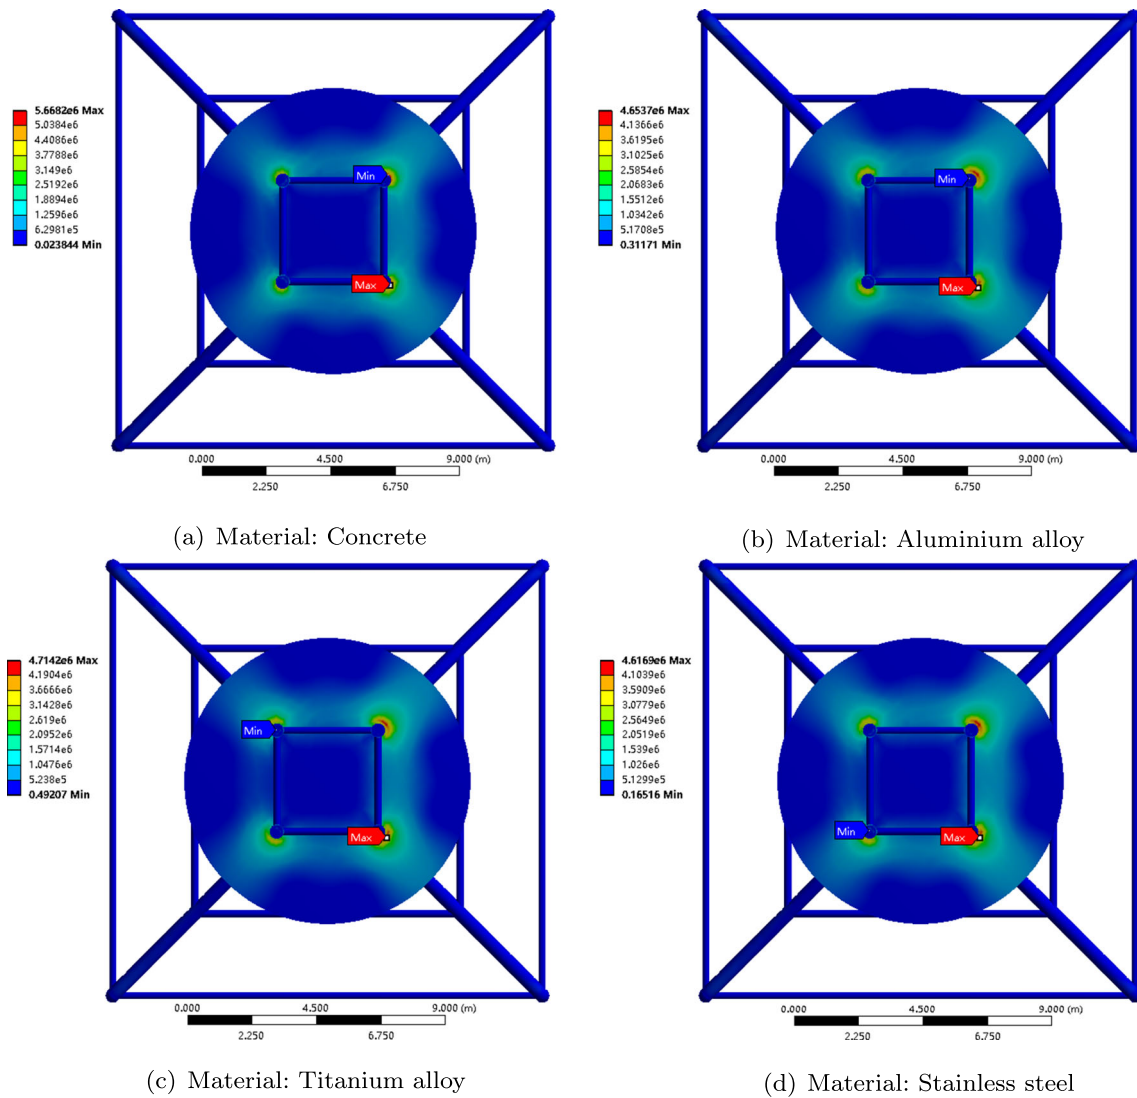 5.6682e6 Max
5.0384e6
4.4086e6
3.7788e6
3.149e6
2.5192e6
1.8894e6
1.2596e6
6.2981e5
0.023844 Min
Min
Max
0.000 4.500 9.000 (m)
2.250 6.750
(a) Material: Concrete
4.6537e6 Max
4.1366e6
3.6195e6
3.1025e6
2.5854e6
2.0683e6
1.5512e6
1.0342e6
5.1708e5
0.31171 Min
Min
Max
0.000 4.500 9.000 (m)
2.250 6.750
(b) Material: Aluminium alloy
4.7142e6 Max
4.1904e6
3.6666e6
3.1428e6
2.619e6
2.0952e6
1.5714e6
1.0476e6
5.238e5
0.49207 Min
Min
Max
0.000 4.500 9.000 (m)
2.250 6.750
(c) Material: Titanium alloy
4.6169e6 Max
4.1039e6
3.5909e6
3.0779e6
2.5649e6
2.0519e6
1.539e6
1.026e6
5.1299e5
0.16516 Min
Min
Max
0.000 4.500 9.000 (m)
2.250 6.750
(d) Material: Stainless steel